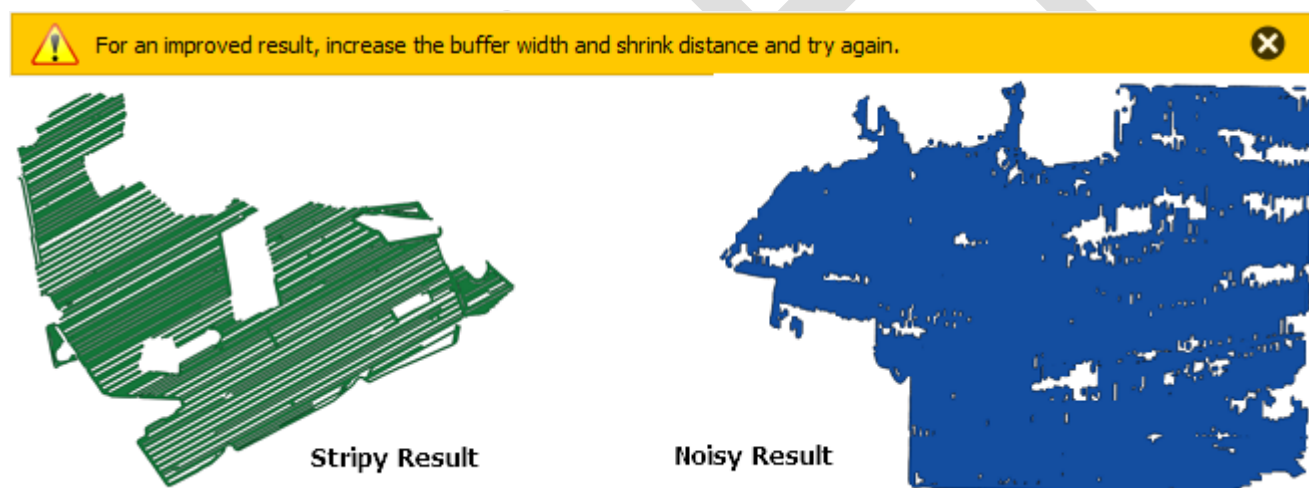 For an improved result, increase the buffer width and shrink distance and try again.
Stripy Result
Noisy Result